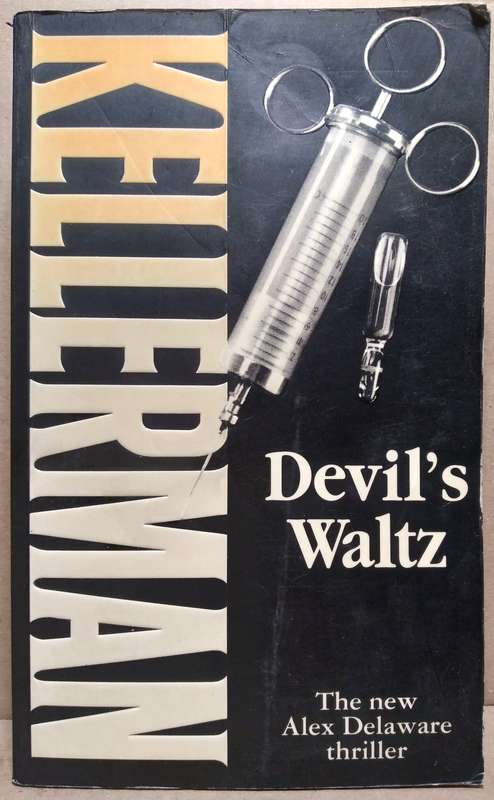 KELLERMAN
Devil's
Waltz
The new
Alex Delaware
thriller